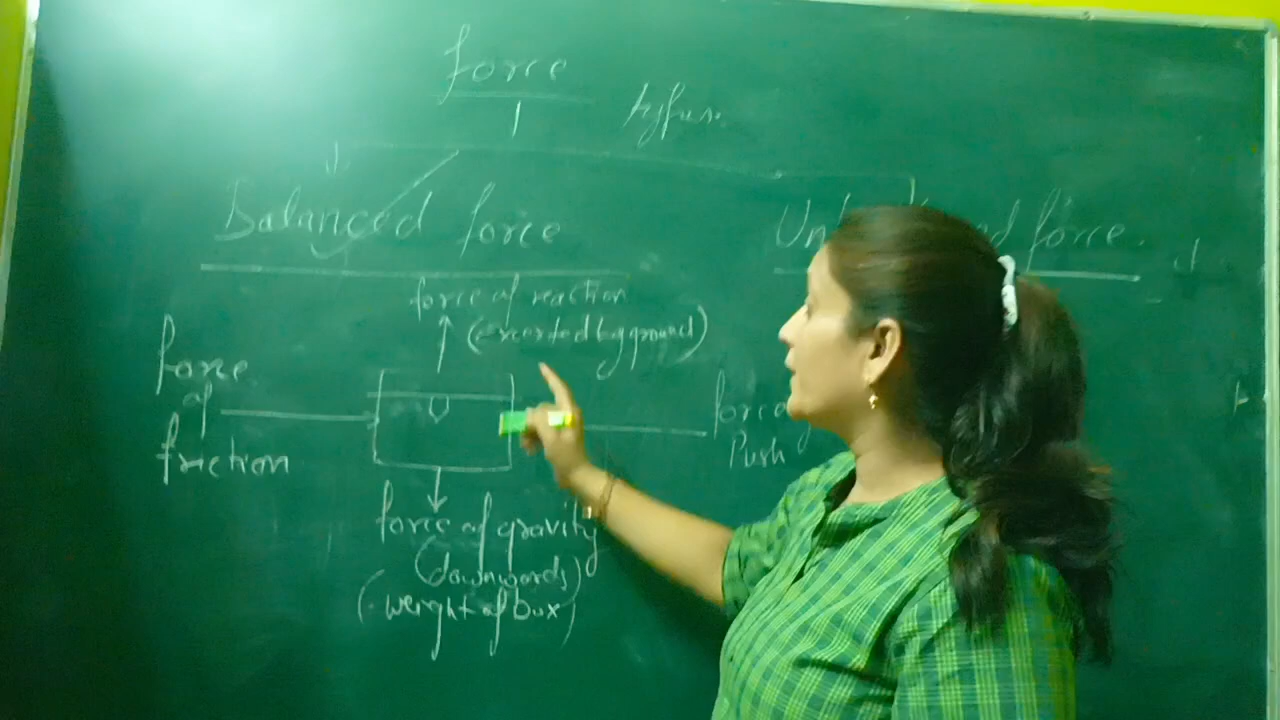 force
types
Balanced force
force.
force of reaction
(exerted by ground)
force
of
friction
force
Push
force of gravity
(downwards)
(weight of box)